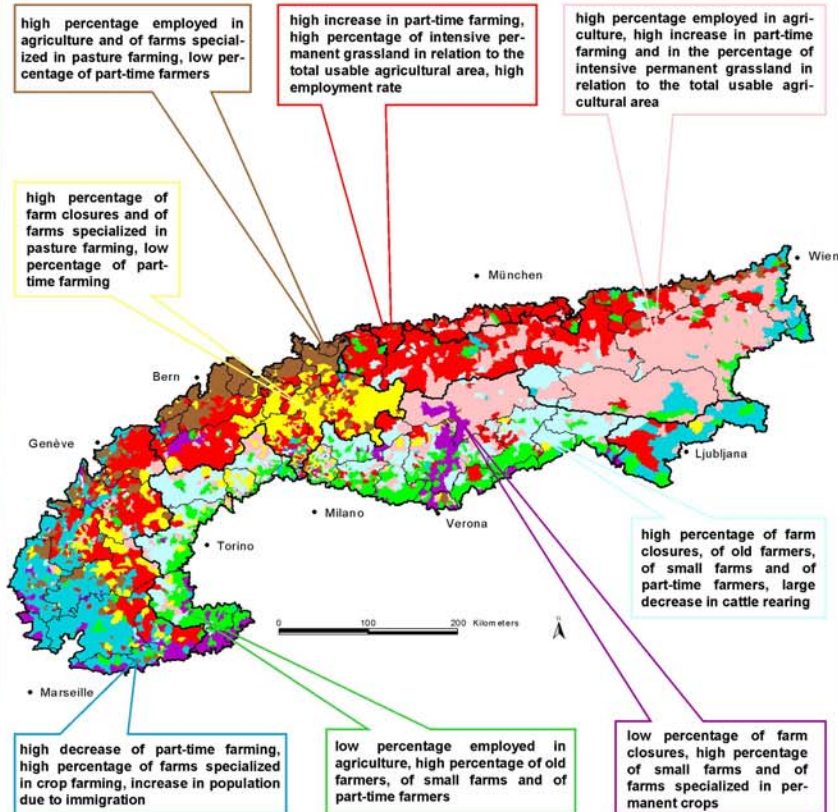 high percentage employed in
agriculture and of farms special-
ized in pasture farming, low per-
centage of part-time farmers
high increase in part-time farming,
high percentage of intensive per-
manent grassland in relation to the
total usable agricultural area, high
employment rate
high percentage employed in agri-
culture, high increase in part-time
farming and in the percentage of
intensive permanent grassland in
relation to the total usable agri-
cultural area
high percentage of
farm closures and of
farms specialized in
pasture farming, low
percentage of part-
time farming
Wien
München
Bern
Genève
Ljubljana
Milano
Verona
Torino
high percentage of farm
closures, of old farmers,
of small farms and of
part-time farmers, large
decrease in cattle rearing
0 100 200 Kilometers
Marseille
high decrease of part-time farming,
high percentage of farms specialized
in crop farming, increase in population
due to immigration
low percentage employed in
agriculture, high percentage of old
farmers, of small farms and of
part-time farmers
low percentage of farm
closures, high percentage
of small farms and of
farms specialized in per-
manent crops